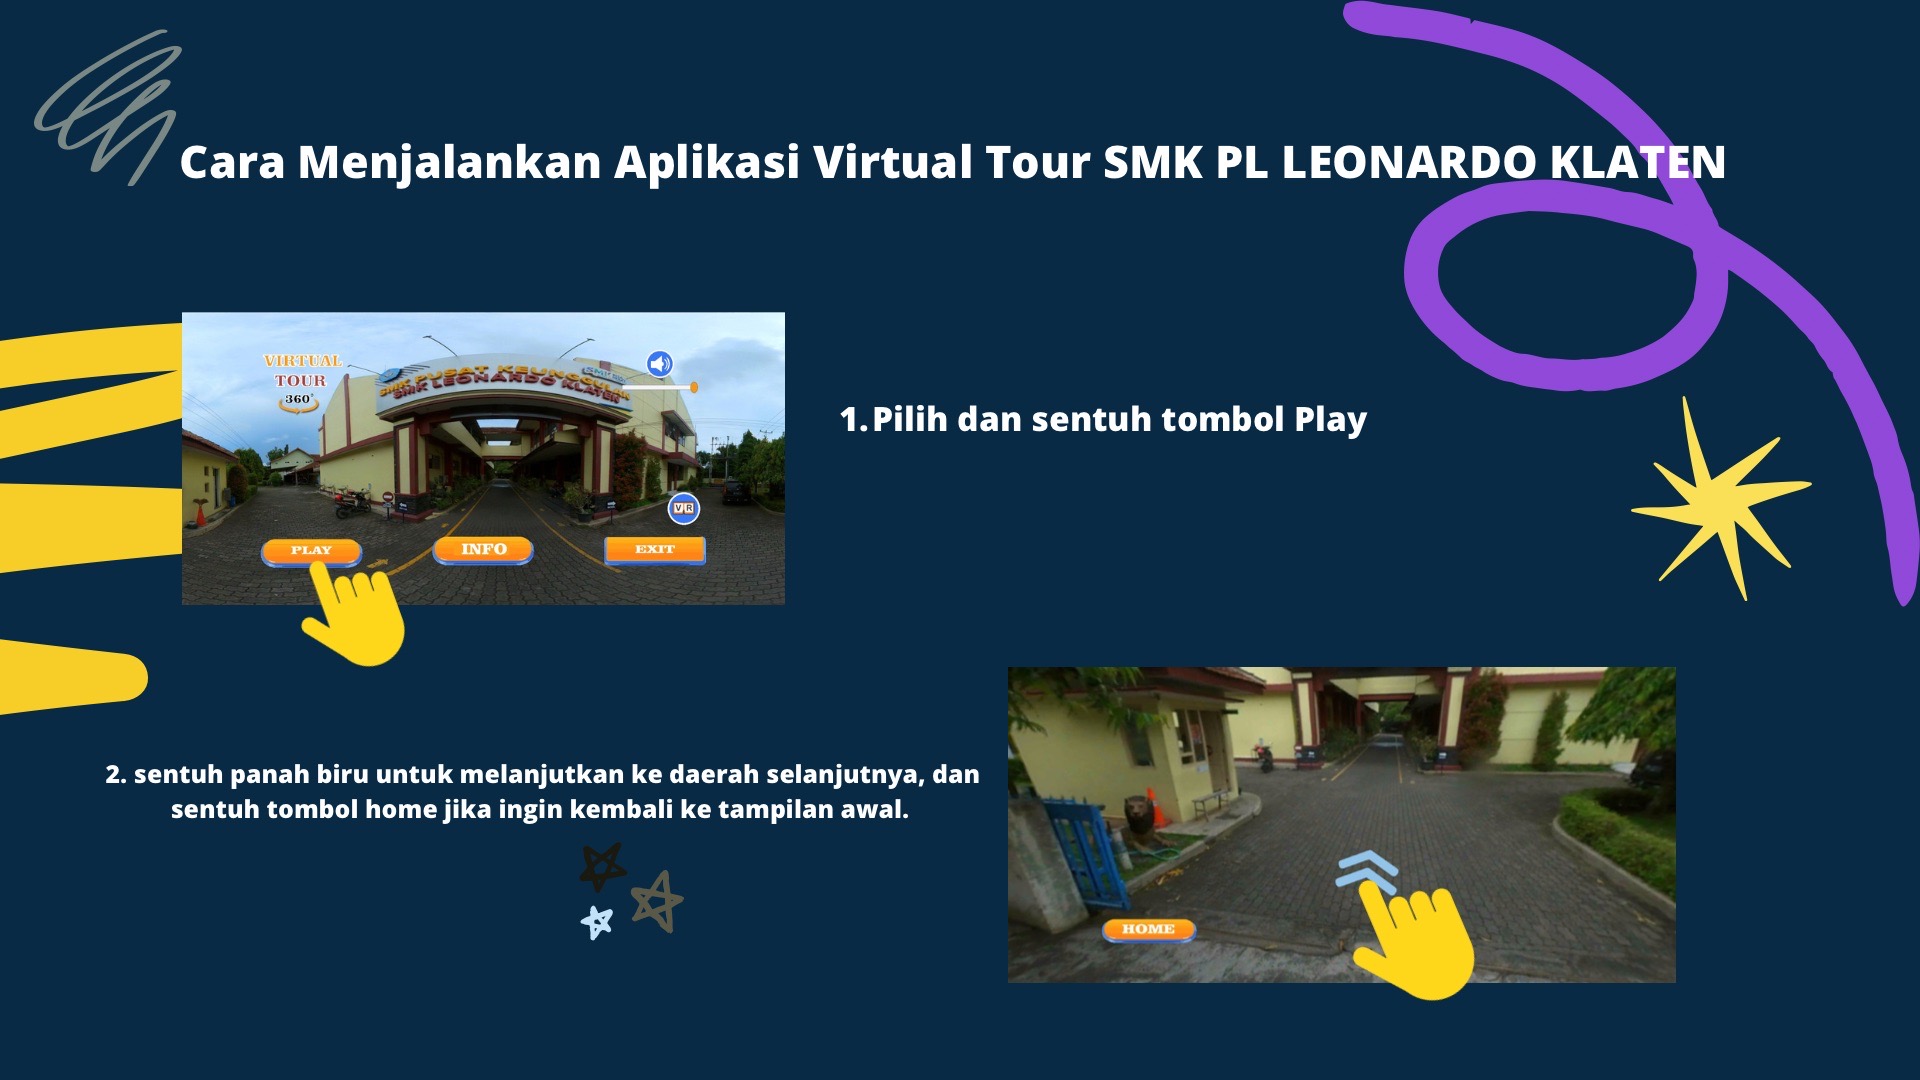 Cara Menjalankan Aplikasi Virtual Tour SMK PL LEONARDO KLATEN
VIRTUAL
TOUR
360°
SMK PUSAT KEUNGGULAN
SMK LEONARDO KLATEN
VR
PLAY
INFO
EXIT
1. Pilih dan sentuh tombol Play
2. sentuh panah biru untuk melanjutkan ke daerah selanjutnya, dan
sentuh tombol home jika ingin kembali ke tampilan awal.
HOME